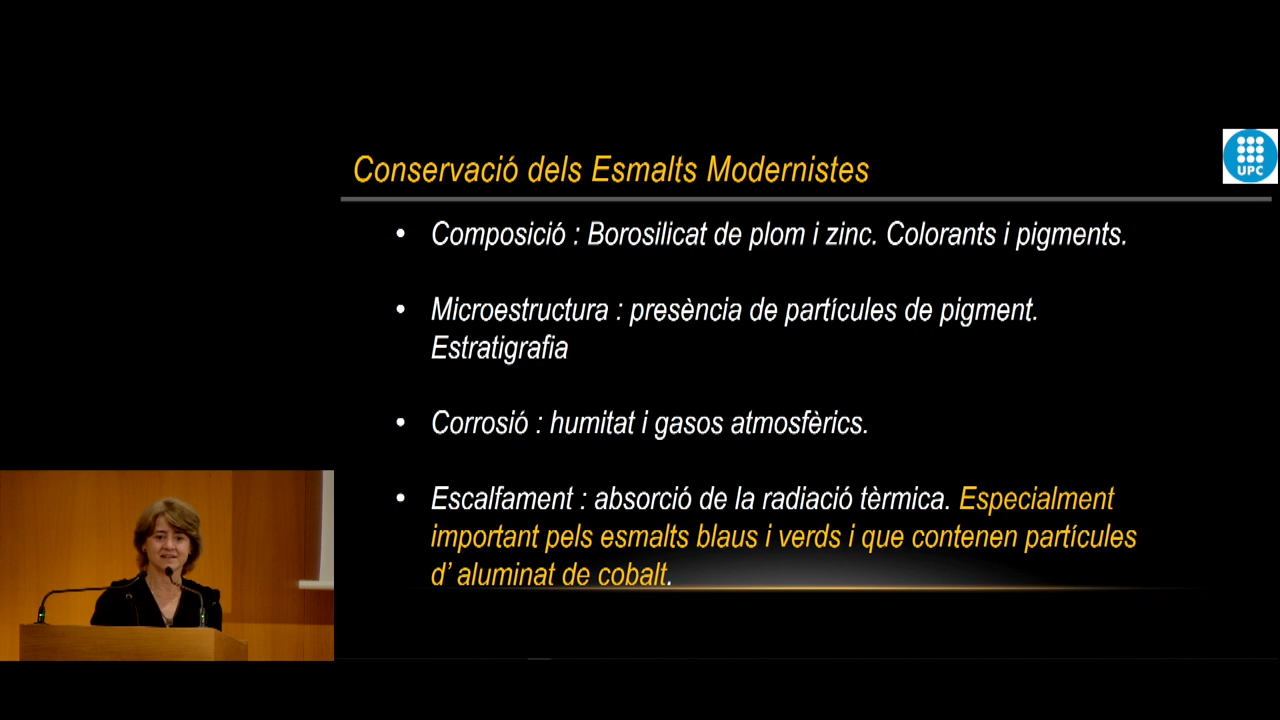 Conservació dels Esmalts Modernistes
UPC
• Composició : Borosilicat de plom i zinc. Colorants i pigments.
• Microestructura : presència de partícules de pigment.
Estratigrafia
• Corrosió : humitat i gasos atmosfèrics.
• Escalfament : absorció de la radiació tèrmica. Especialment
important pels esmalts blaus i verds i que contenen partícules
d’ aluminat de cobalt.